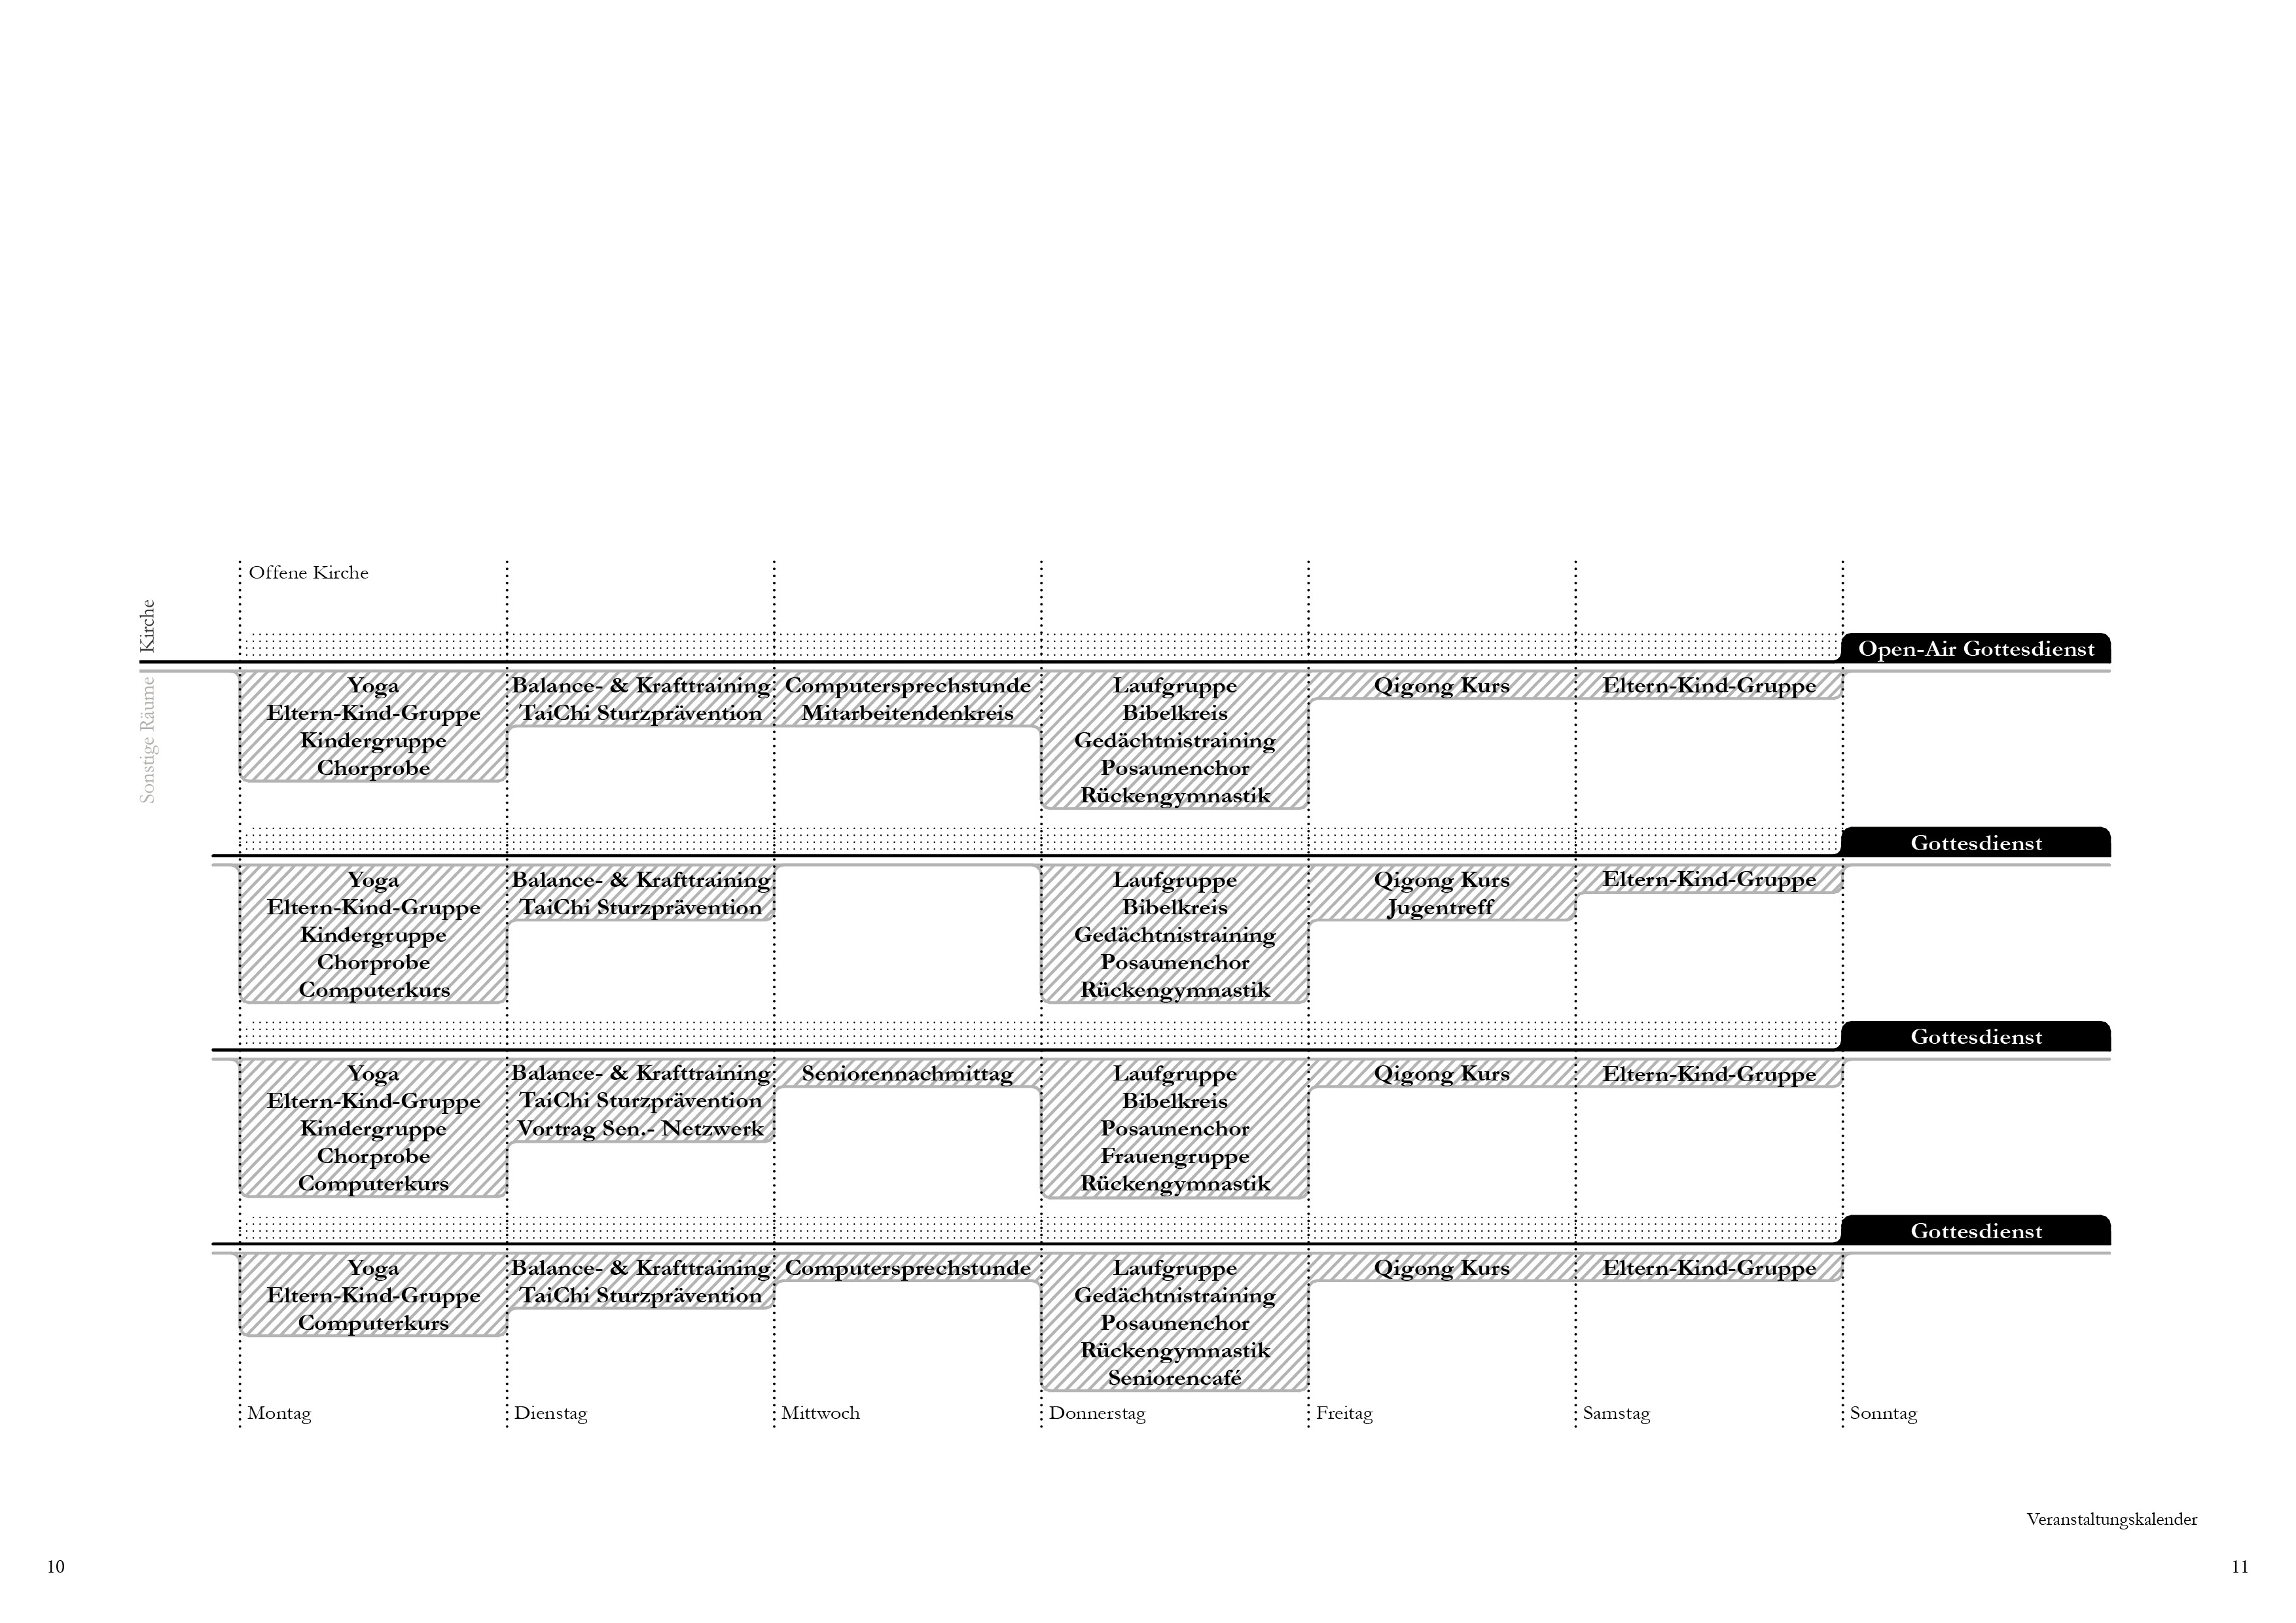 Offene Kirche
Kirche
Sonstige Räume
Open-Air Gottesdienst
Yoga
Eltern-Kind-Gruppe
Kindergruppe
Chorprobe
Balance- & Krafttraining
TaiChi Sturzprävention
Computersprechstunde
Mitarbeitendenkreis
Laufgruppe
Bibelkreis
Gedächtnistraining
Posaunenchor
Rückengymnastik
Qigong Kurs
Eltern-Kind-Gruppe
Gottesdienst
Yoga
Eltern-Kind-Gruppe
Kindergruppe
Chorprobe
Computerkurs
Balance- & Krafttraining
TaiChi Sturzprävention
Laufgruppe
Bibelkreis
Gedächtnistraining
Posaunenchor
Rückengymnastik
Qigong Kurs
Jugentreff
Eltern-Kind-Gruppe
Gottesdienst
Yoga
Eltern-Kind-Gruppe
Kindergruppe
Chorprobe
Computerkurs
Balance- & Krafttraining
TaiChi Sturzprävention
Vortrag Sen.- Netzwerk
Seniorennachmittag
Laufgruppe
Bibelkreis
Posaunenchor
Frauengruppe
Rückengymnastik
Qigong Kurs
Eltern-Kind-Gruppe
Gottesdienst
Yoga
Eltern-Kind-Gruppe
Computerkurs
Balance- & Krafttraining
TaiChi Sturzprävention
Computersprechstunde
Laufgruppe
Gedächtnistraining
Posaunenchor
Rückengymnastik
Seniorencafé
Qigong Kurs
Eltern-Kind-Gruppe
Montag
Dienstag
Mittwoch
Donnerstag
Freitag
Samstag
Sonntag
Veranstaltungskalender
10
11